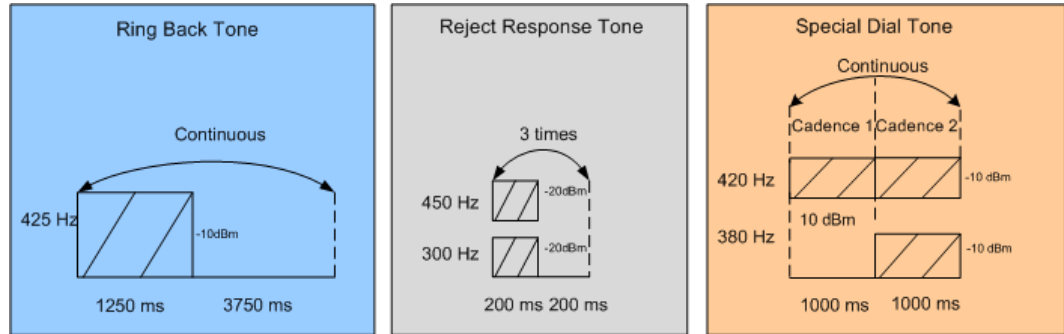 Ring Back Tone
Continuous
425 Hz
-10dBm
1250 ms 3750 ms
Reject Response Tone
3 times
450 Hz
-20dBm
300 Hz
-20dBm
200 ms 200 ms
Special Dial Tone
Continuous
Cadence 1 Cadence 2
420 Hz
-10 dBm
10 dBm
380 Hz
-10 dBm
1000 ms 1000 ms